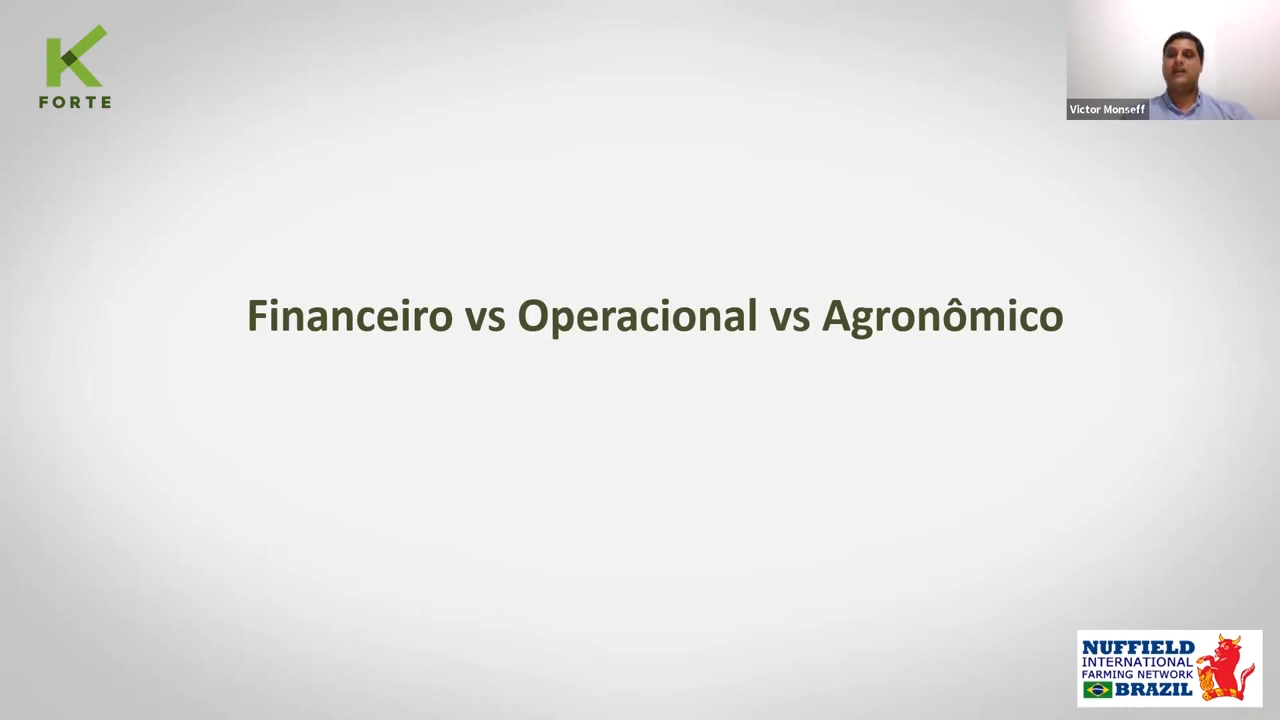 K
FORTE
Victor Monseff
Financeiro vs Operacional vs Agronômico
NUFFIELD
INTERNATIONAL
FARMING NETWORK
BRAZIL